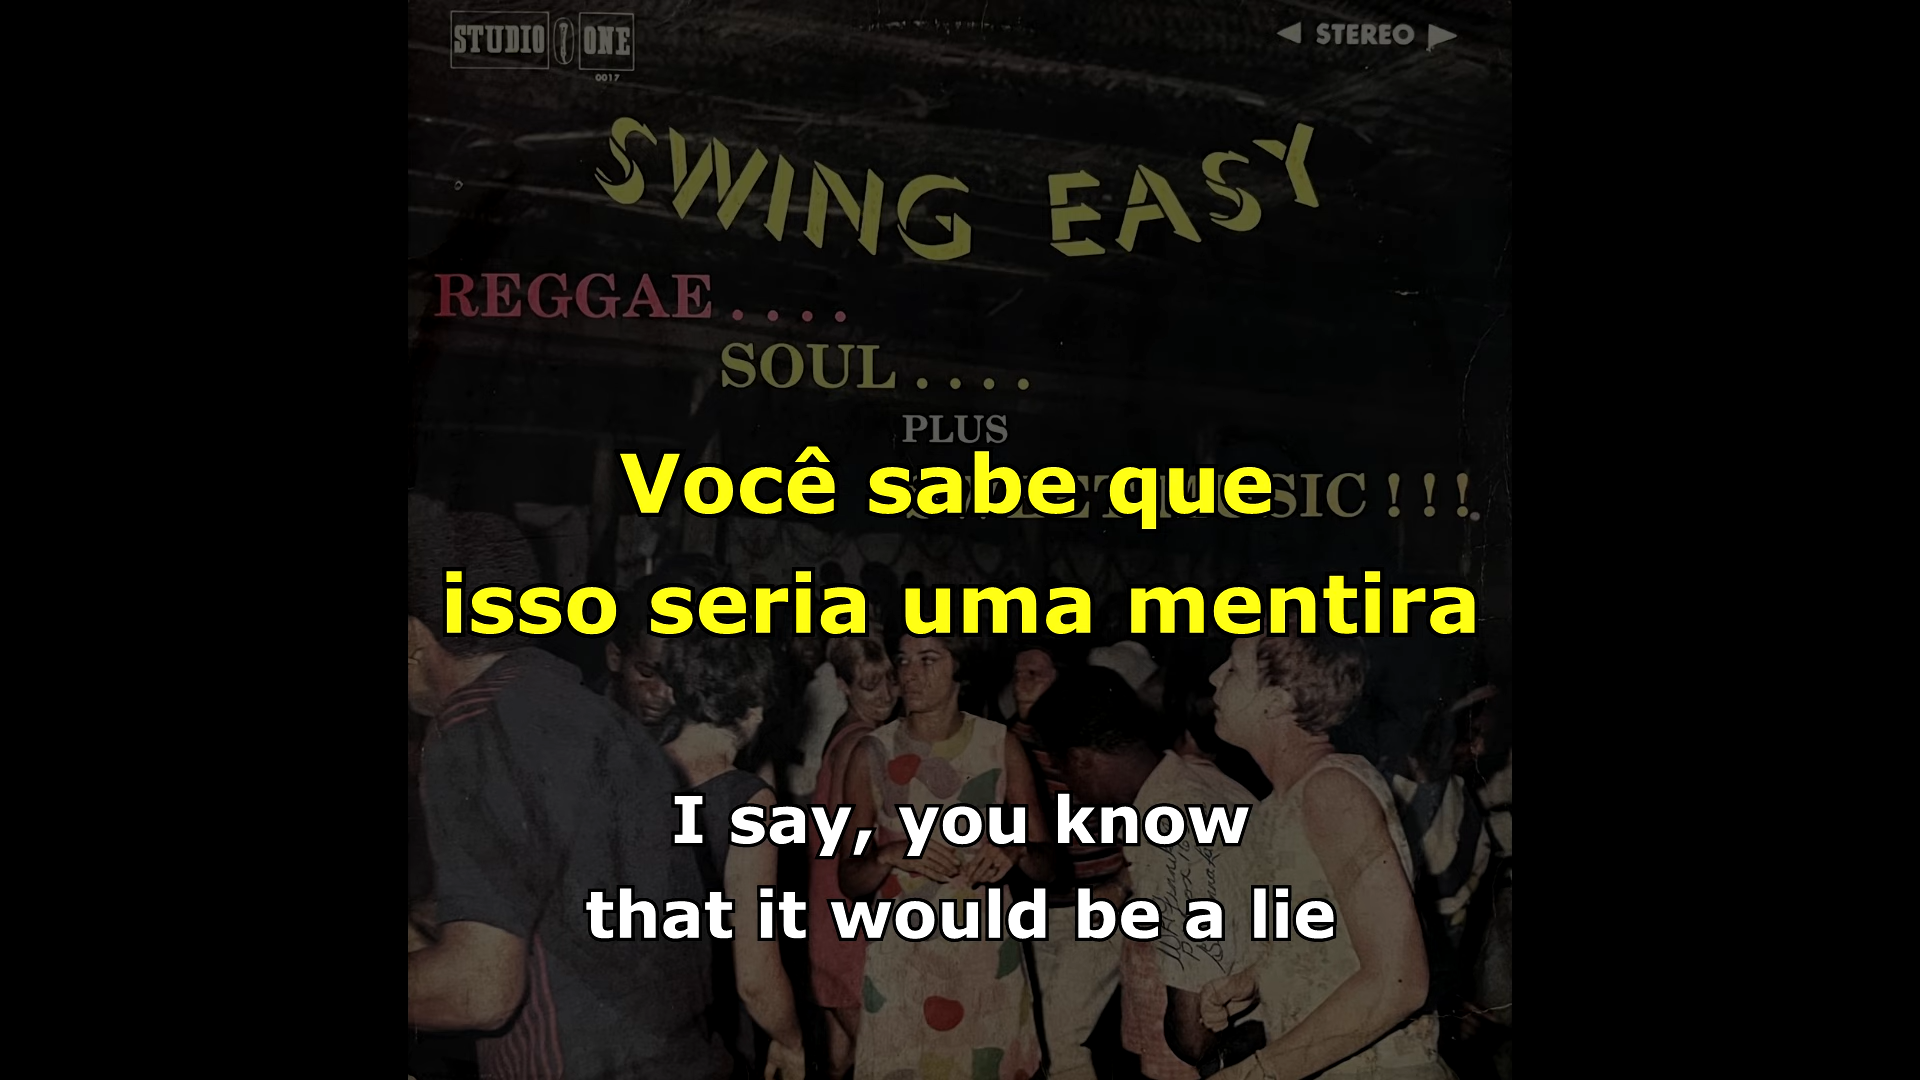 STUDIO ONE
0017
STEREO
SWING EASY
REGGAE....
SOUL....
PLUS
Você sabe que
SIC!!!
isso seria uma mentira
I say, you know
that it would be a lie